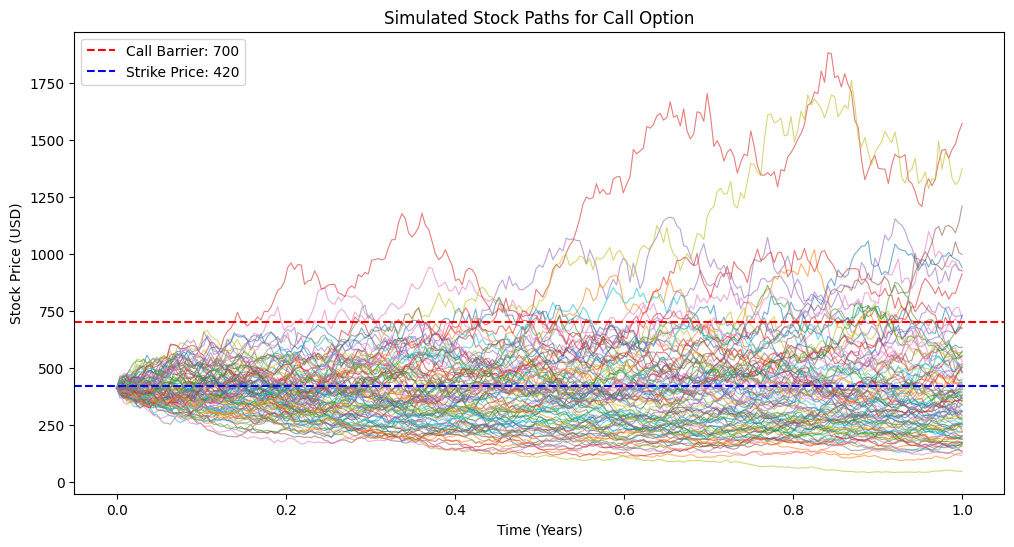 Simulated Stock Paths for Call Option
Call Barrier: 700
Strike Price: 420
Stock Price (USD)
1750
1500
1250
1000
750
500
250
0
0.0 0.2 0.4 0.6 0.8 1.0
Time (Years)